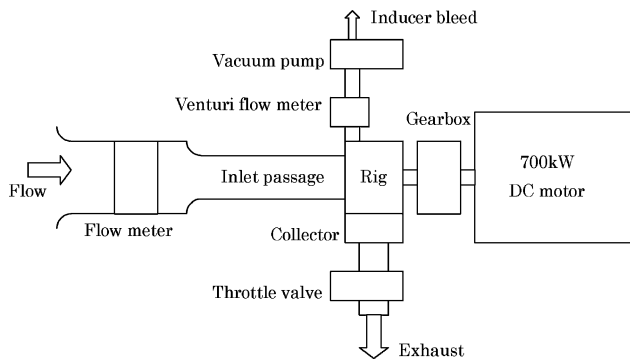 Inducer bleed
Vacuum pump
Venturi flow meter
Gearbox
700kW
DC motor
Flow
Inlet passage
Rig
Flow meter
Collector
Throttle valve
Exhaust